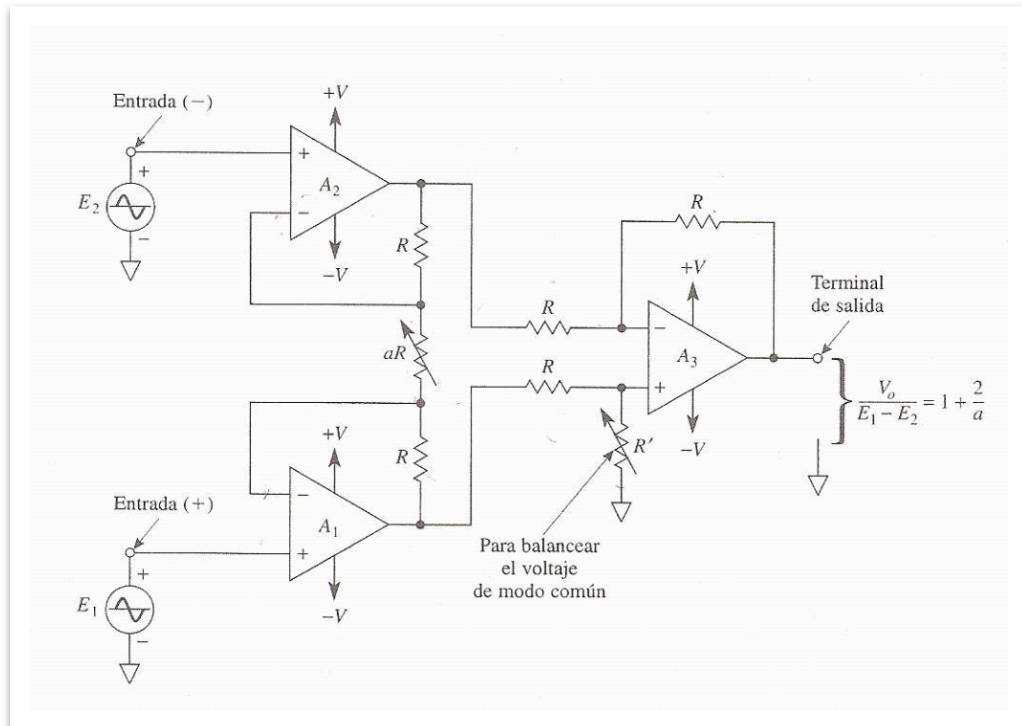 Entrada (−)
+V
+
A₂
−
−V
+
E₂
−
R
aR
R
+V
−
A₁
+
−V
Entrada (+)
+
E₁
−
R
R
R
+V
−
A₃
+
−V
R′
Para balancear
el voltaje
de modo común
Terminal
de salida
Vₒ / (E₁ − E₂) = 1 + 2/a